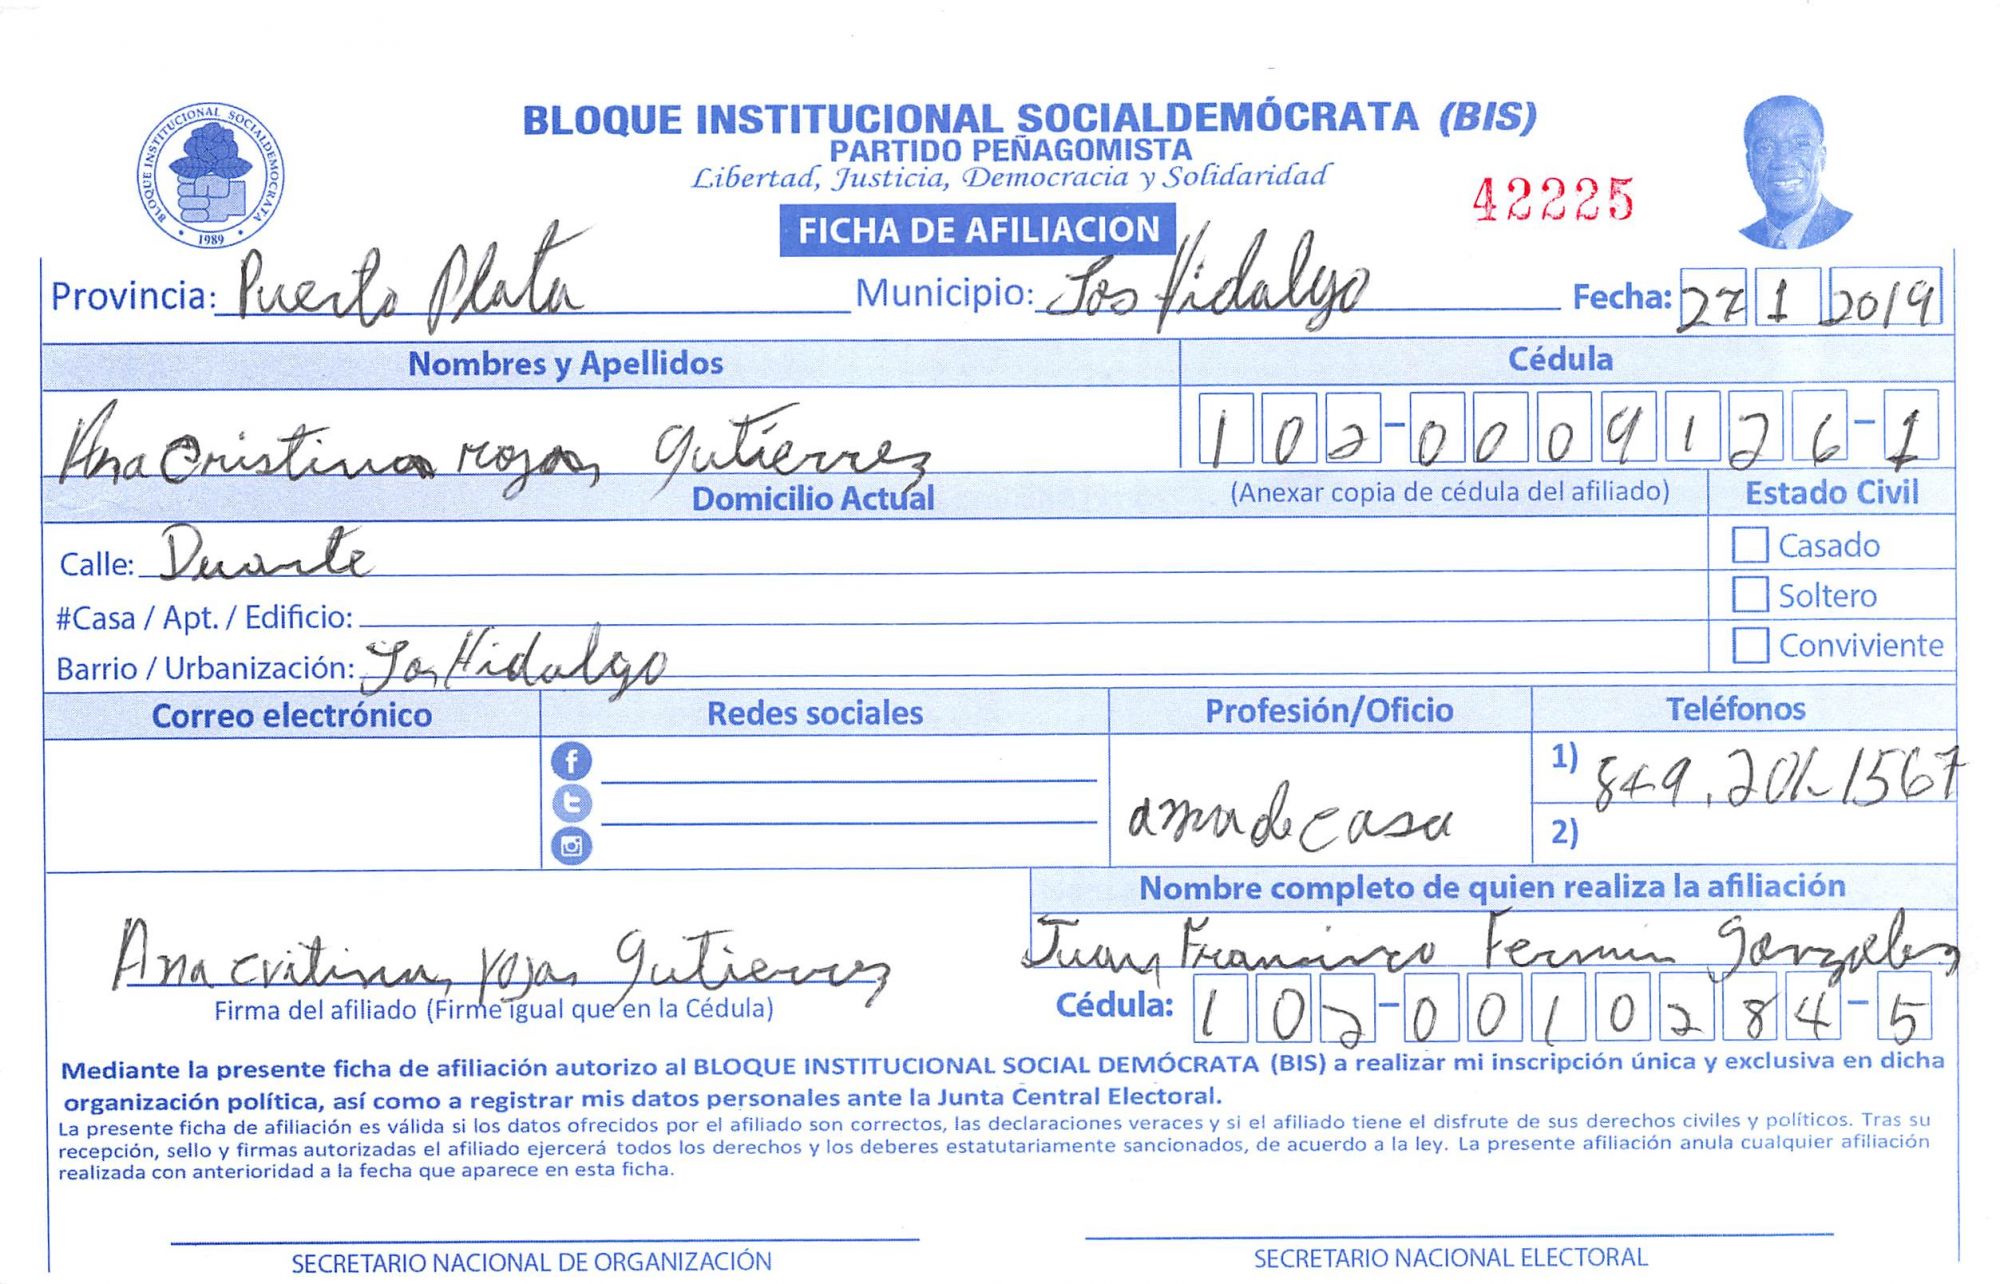 BLOQUE INSTITUCIONAL SOCIALDEMOCRATA
1989
BLOQUE INSTITUCIONAL SOCIALDEMÓCRATA (BIS)
PARTIDO PEÑAGOMISTA
Libertad, Justicia, Democracia y Solidaridad
42225
FICHA DE AFILIACION
Provincia: Puerto Plata Municipio: Los Hidalgo Fecha: 27 1 2019
Nombres y Apellidos Cédula
Ana Cristina rojas gutierrez 102-0009126-1
Domicilio Actual (Anexar copia de cédula del afiliado) Estado Civil
Calle: Duarte Casado
#Casa / Apt. / Edificio: Soltero
Barrio / Urbanización: Los Hidalgo Conviviente
Correo electrónico Redes sociales Profesión/Oficio Teléfonos
1) 849.201-1567
ama de casa
2)
Nombre completo de quien realiza la afiliación
Ana critina rojas gutierrez Juan Francisco Fermin Gonzalez
Firma del afiliado (Firme igual que en la Cédula) Cédula: 102-0010284-5
Mediante la presente ficha de afiliación autorizo al BLOQUE INSTITUCIONAL SOCIAL DEMÓCRATA (BIS) a realizar mi inscripción única y exclusiva en dicha
organización política, así como a registrar mis datos personales ante la Junta Central Electoral.
La presente ficha de afiliación es válida si los datos ofrecidos por el afiliado son correctos, las declaraciones veraces y si el afiliado tiene el disfrute de sus derechos civiles y políticos. Tras su
recepción, sello y firmas autorizadas el afiliado ejercerá todos los derechos y los deberes estatutariamente sancionados, de acuerdo a la ley. La presente afiliación anula cualquier afiliación
realizada con anterioridad a la fecha que aparece en esta ficha.
SECRETARIO NACIONAL DE ORGANIZACIÓN SECRETARIO NACIONAL ELECTORAL